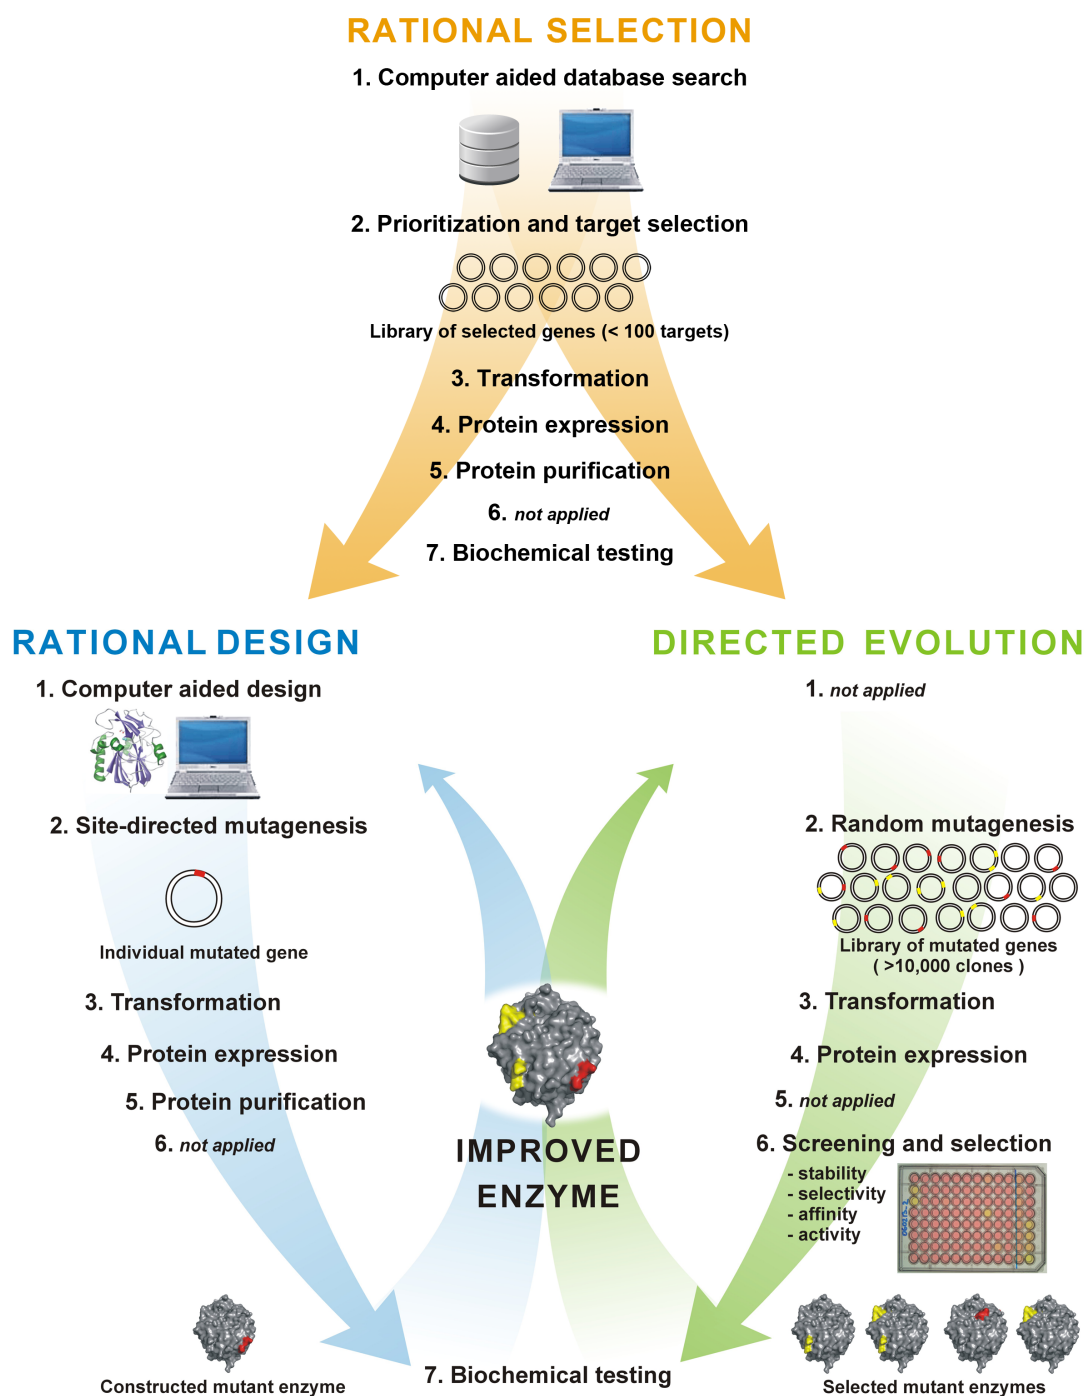 RATIONAL SELECTION
1. Computer aided database search
2. Prioritization and target selection
Library of selected genes (< 100 targets)
3. Transformation
4. Protein expression
5. Protein purification
6. not applied
7. Biochemical testing
RATIONAL DESIGN
1. Computer aided design
2. Site-directed mutagenesis
Individual mutated gene
3. Transformation
4. Protein expression
5. Protein purification
6. not applied
Constructed mutant enzyme
DIRECTED EVOLUTION
1. not applied
2. Random mutagenesis
Library of mutated genes
( >10,000 clones )
3. Transformation
4. Protein expression
5. not applied
6. Screening and selection
- stability
- selectivity
- affinity
- activity
Selected mutant enzymes
IMPROVED
ENZYME
7. Biochemical testing